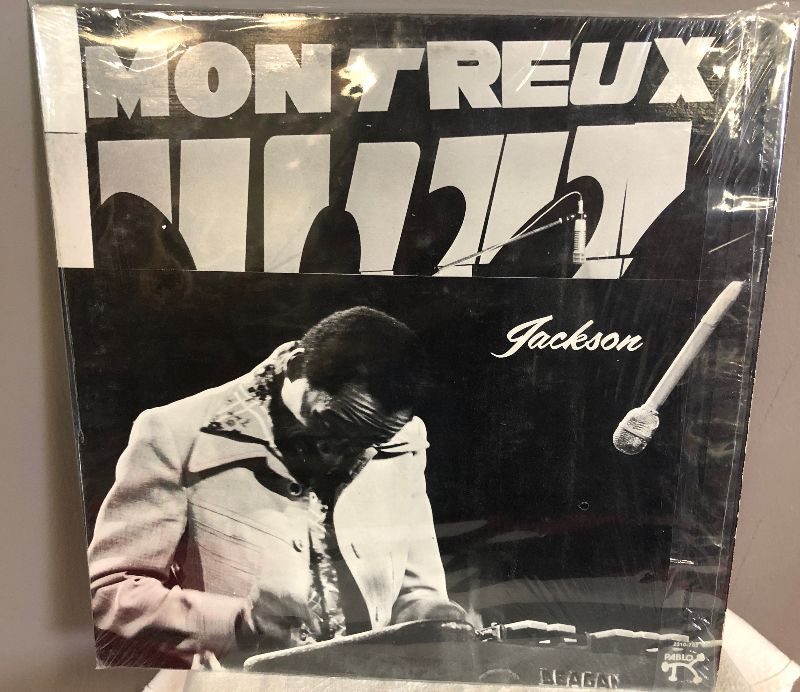 MONTREUX
Jackson
PABLO
DEAGAN